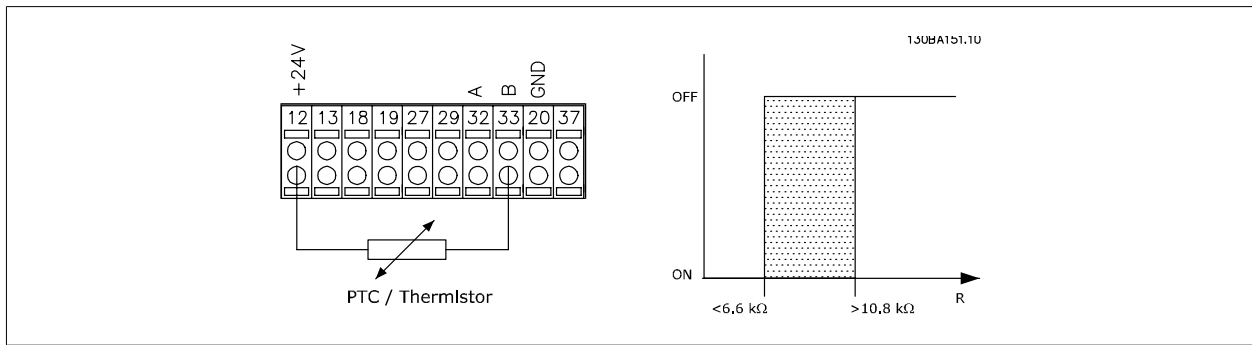 130BA151.10
+24V
A
B
GND
12 13 18 19 27 29 32 33 20 37
PTC / Thermistor
OFF
ON
<6.6 kΩ
>10.8 kΩ
R